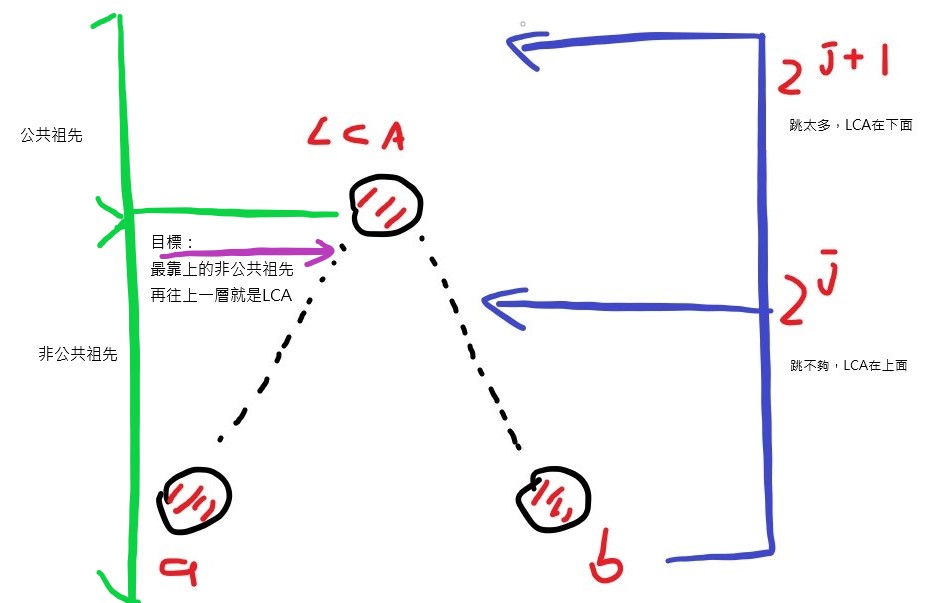 2^j+1
跳太多，LCA在下面
LCA
公共祖先
目標：
最靠上的非公共祖先
再往上一層就是LCA
2^j
非公共祖先
跳不夠，LCA在上面
a
b